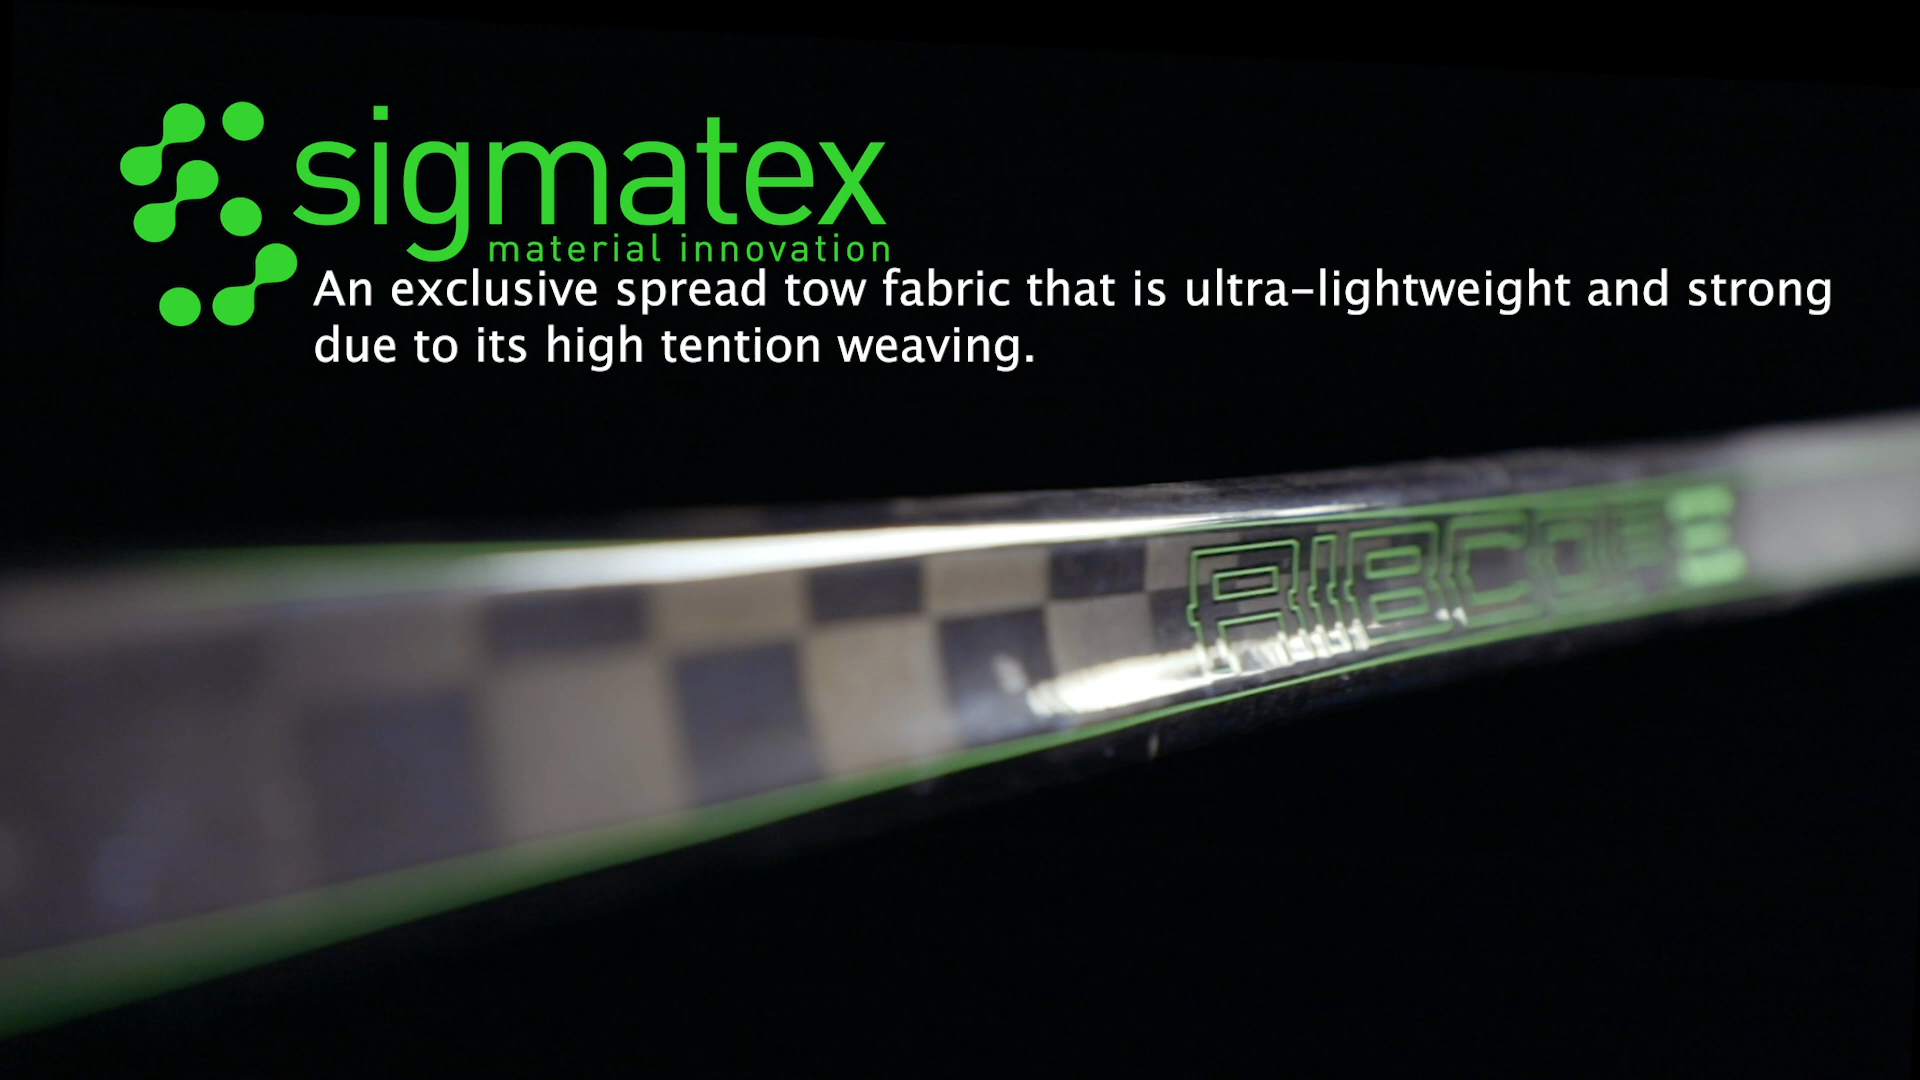 sigmatex
material innovation
An exclusive spread tow fabric that is ultra-lightweight and strong
due to its high tention weaving.
RIBCOR